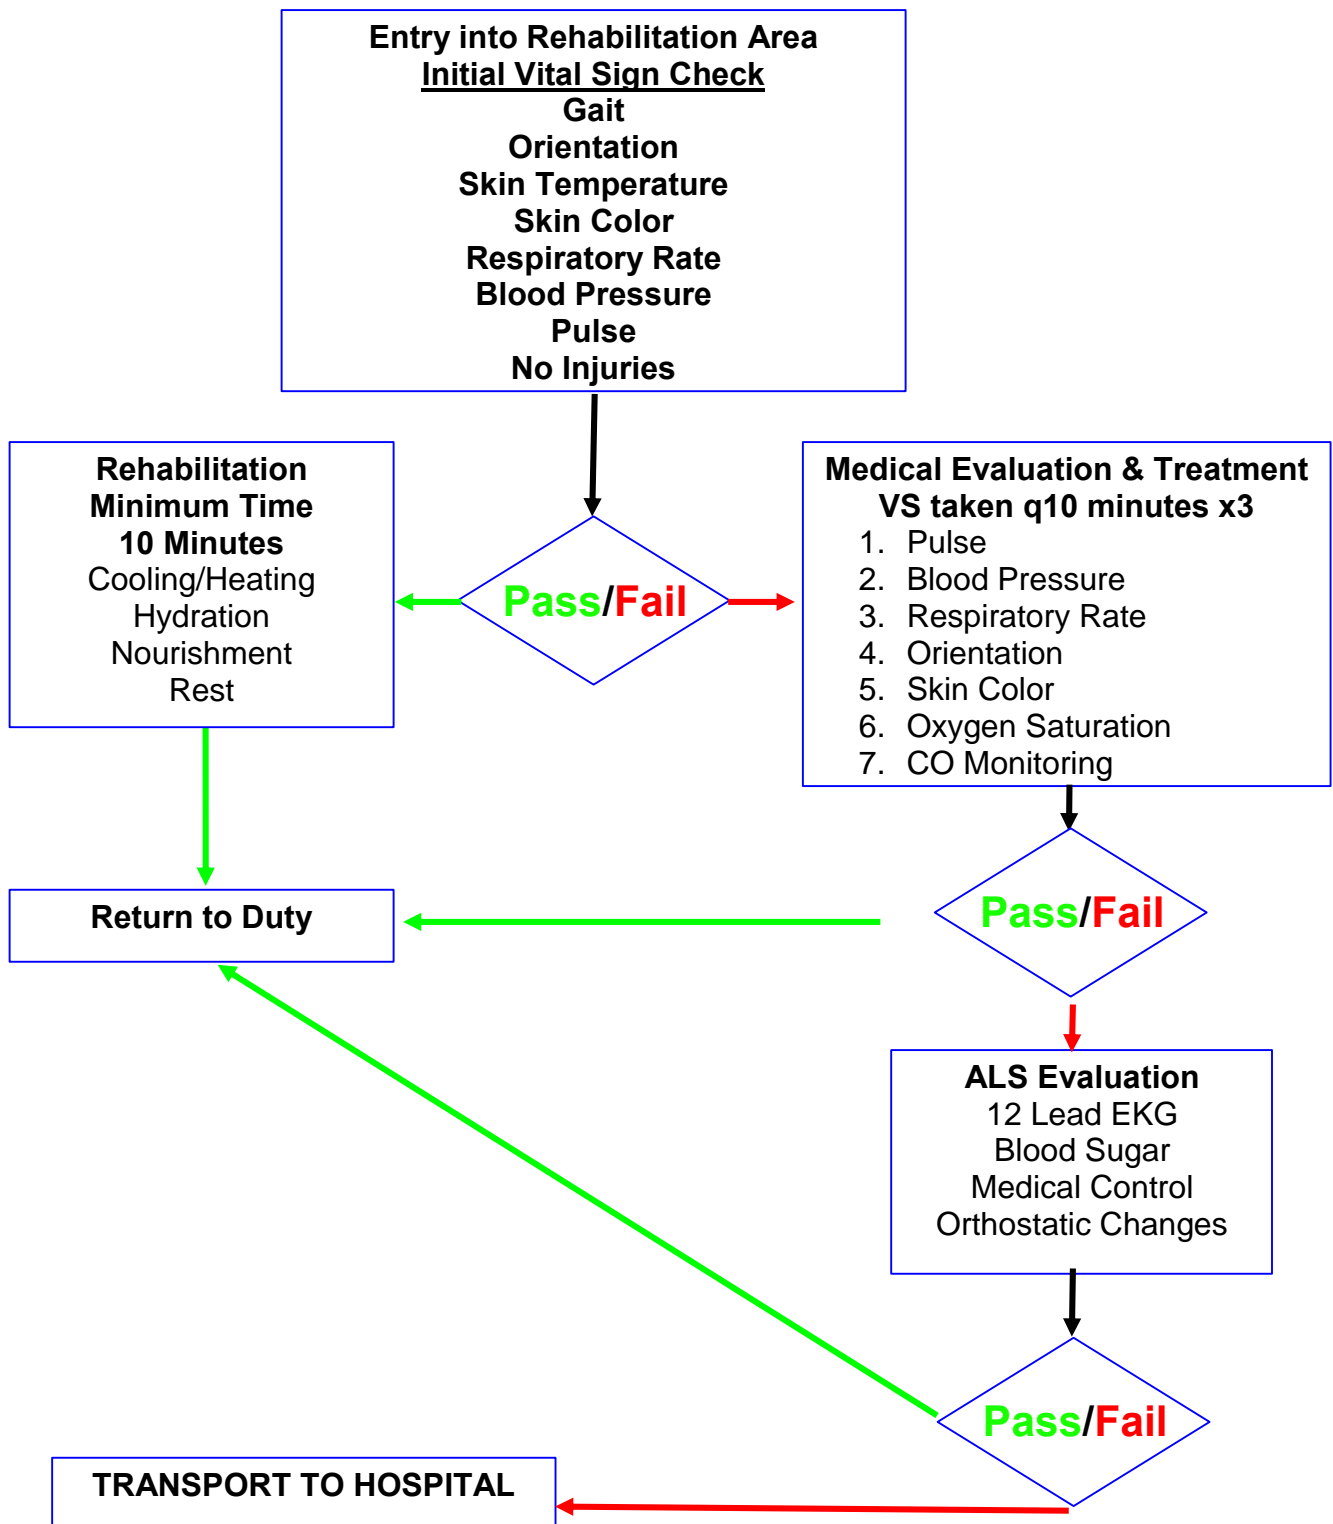 Entry into Rehabilitation Area
Initial Vital Sign Check
Gait
Orientation
Skin Temperature
Skin Color
Respiratory Rate
Blood Pressure
Pulse
No Injuries
Rehabilitation
Minimum Time
10 Minutes
Cooling/Heating
Hydration
Nourishment
Rest
Pass/Fail
Medical Evaluation & Treatment
VS taken q10 minutes x3
1. Pulse
2. Blood Pressure
3. Respiratory Rate
4. Orientation
5. Skin Color
6. Oxygen Saturation
7. CO Monitoring
Return to Duty
Pass/Fail
ALS Evaluation
12 Lead EKG
Blood Sugar
Medical Control
Orthostatic Changes
Pass/Fail
TRANSPORT TO HOSPITAL